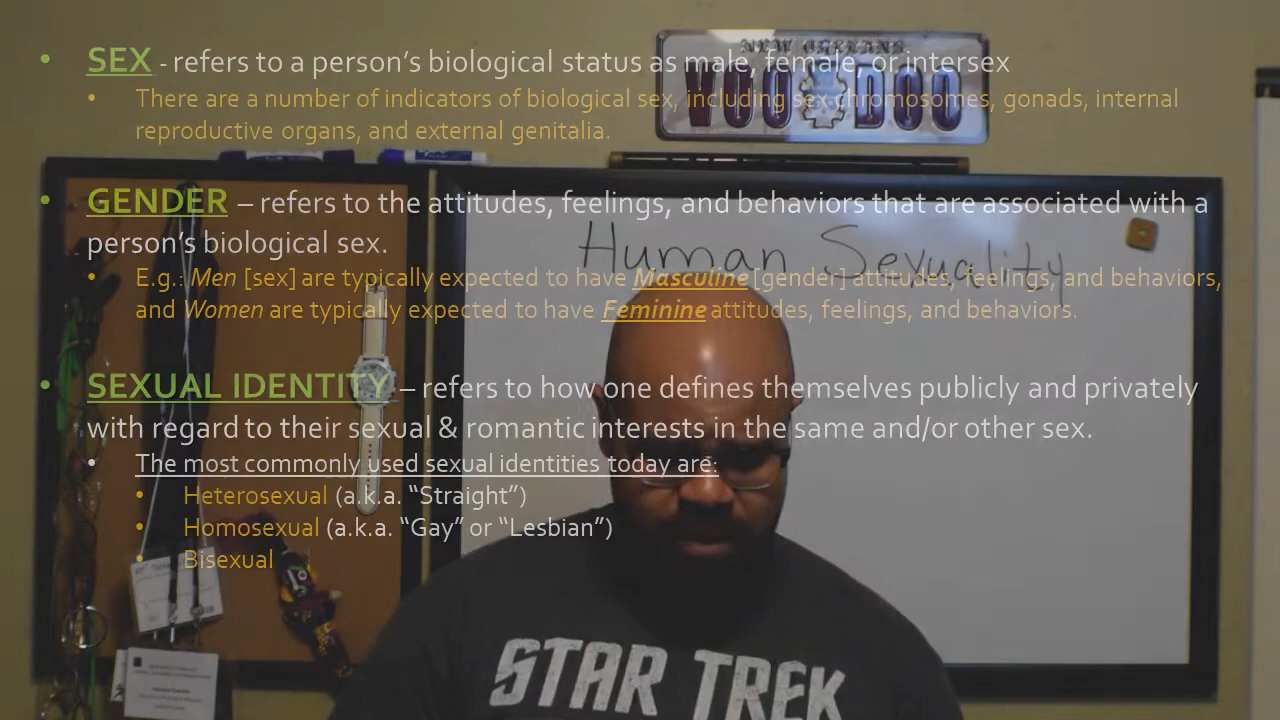 NEW ORLEANS
VOODOO
• SEX - refers to a person's biological status as male, female, or intersex
• There are a number of indicators of biological sex, including sex chromosomes, gonads, internal
reproductive organs, and external genitalia.
• GENDER – refers to the attitudes, feelings, and behaviors that are associated with a
person's biological sex.
• E.g.: Men [sex] are typically expected to have Masculine [gender] attitudes, feelings, and behaviors,
and Women are typically expected to have Feminine attitudes, feelings, and behaviors.
Human Sexuality
• SEXUAL IDENTITY – refers to how one defines themselves publicly and privately
with regard to their sexual & romantic interests in the same and/or other sex.
• The most commonly used sexual identities today are:
• Heterosexual (a.k.a. “Straight”)
• Homosexual (a.k.a. “Gay” or “Lesbian”)
• Bisexual
STAR TREK